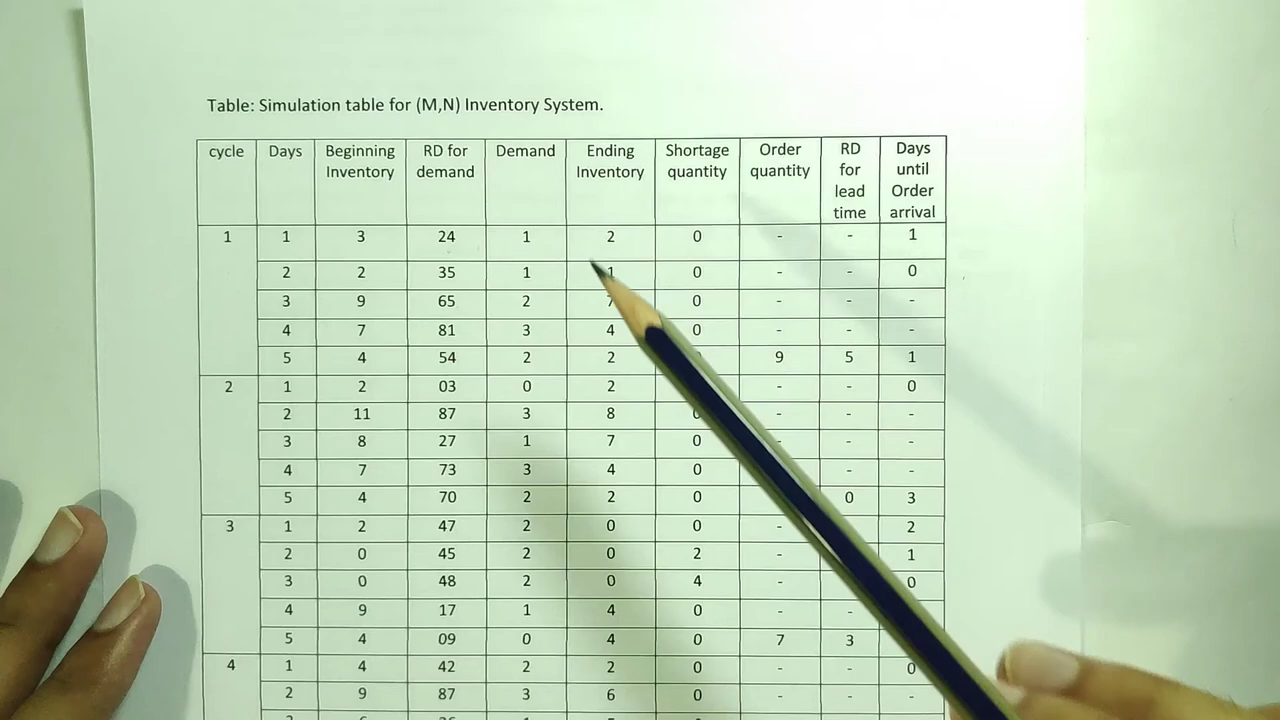 Table: Simulation table for (M,N) Inventory System.
cycle Days Beginning Inventory RD for demand Demand Ending Inventory Shortage quantity Order quantity RD for lead time Days until Order arrival
1 1 3 24 1 2 0 - - 1
2 2 35 1 1 0 - - 0
3 9 65 2 7 0 - - -
4 7 81 3 4 0 - - -
5 4 54 2 2 9 5 1
2 1 2 03 0 2 - - 0
2 11 87 3 8 0 - - -
3 8 27 1 7 0 - - -
4 7 73 3 4 0 - -
5 4 70 2 2 0 0 3
3 1 2 47 2 0 0 - 2
2 0 45 2 0 2 - 1
3 0 48 2 0 4 - 0
4 9 17 1 4 0 - -
5 4 09 0 4 0 7 3
4 1 4 42 2 2 0 - - 0
2 9 87 3 6 0 - - -